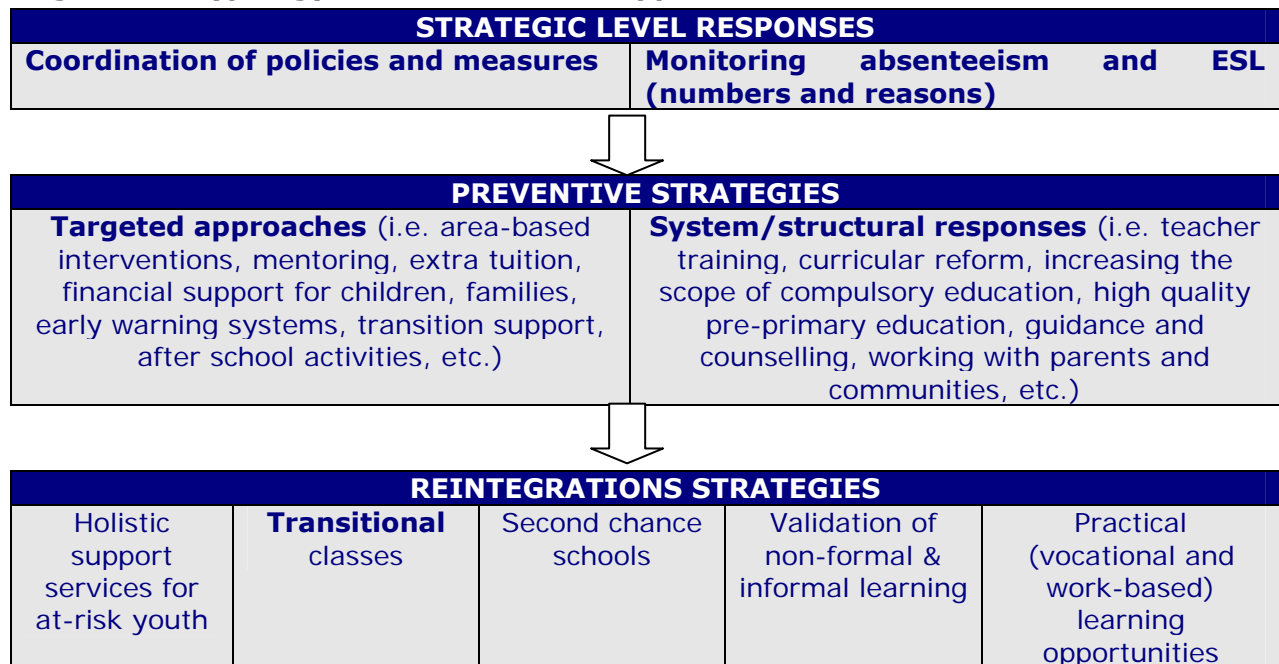 STRATEGIC LEVEL RESPONSES
Coordination of policies and measures
Monitoring absenteeism and ESL
(numbers and reasons)
PREVENTIVE STRATEGIES
Targeted approaches (i.e. area-based
interventions, mentoring, extra tuition,
financial support for children, families,
early warning systems, transition support,
after school activities, etc.)
System/structural responses (i.e. teacher
training, curricular reform, increasing the
scope of compulsory education, high quality
pre-primary education, guidance and
counselling, working with parents and
communities, etc.)
REINTEGRATIONS STRATEGIES
Holistic
support
services for
at-risk youth
Transitional
classes
Second chance
schools
Validation of
non-formal &
informal learning
Practical
(vocational and
work-based)
learning
opportunities